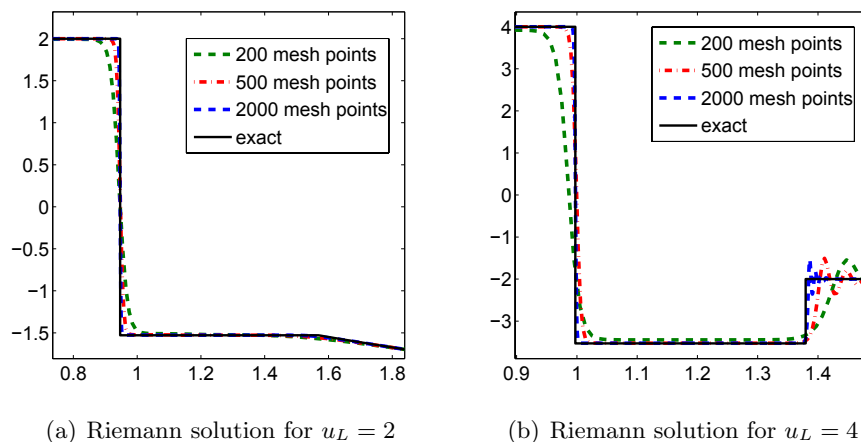 2
1.5
1
0.5
0
−0.5
−1
−1.5
0.8
1
1.2
1.4
1.6
1.8
200 mesh points
500 mesh points
2000 mesh points
exact
(a) Riemann solution for u_L = 2
4
3
2
1
0
−1
−2
−3
0.9
1
1.1
1.2
1.3
1.4
200 mesh points
500 mesh points
2000 mesh points
exact
(b) Riemann solution for u_L = 4